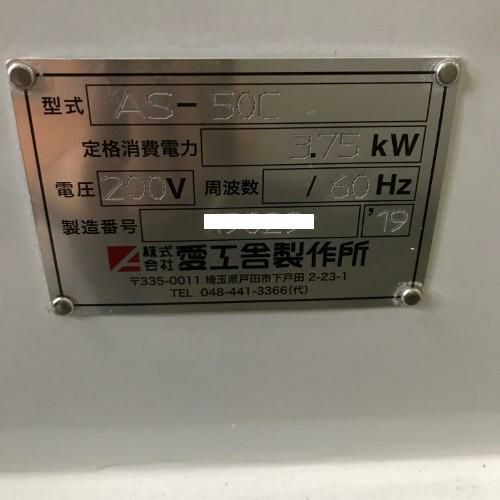 型式 AS-50C
定格消費電力 3.75 kW
電圧 200V 周波数 / 60 Hz
製造番号 '19
株式会社 愛工舎製作所
〒335-0011 埼玉県戸田市下戸田 2-23-1
TEL 048-441-3366(代)